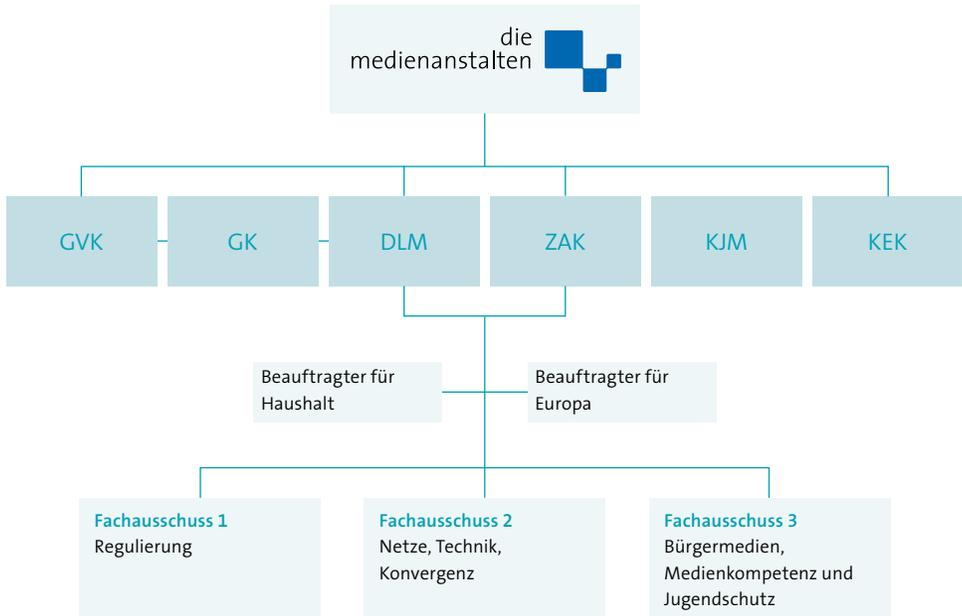 die
medienanstalten
GVK
GK
DLM
ZAK
KJM
KEK
Beauftragter für
Haushalt
Beauftragter für
Europa
Fachausschuss 1
Regulierung
Fachausschuss 2
Netze, Technik,
Konvergenz
Fachausschuss 3
Bürgermedien,
Medienkompetenz und
Jugendschutz